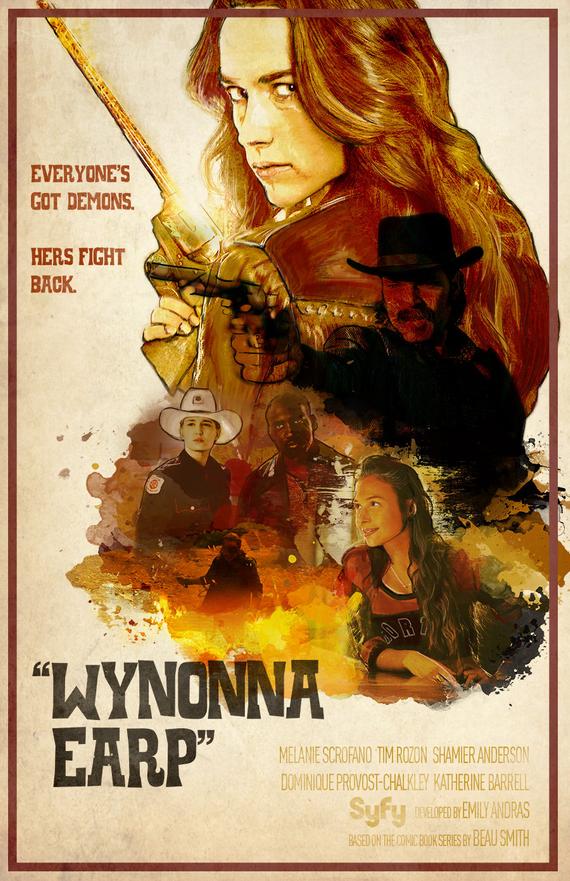 EVERYONE'S
GOT DEMONS.
HERS FIGHT
BACK.
"WYNONNA
EARP"
MELANIE SCROFANO TIM ROZON SHAMIER ANDERSON
DOMINIQUE PROVOST-CHALKLEY KATHERINE BARRELL
Syfy DEVELOPED BY EMILY ANDRAS
BASED ON THE COMIC BOOK SERIES BY BEAU SMITH